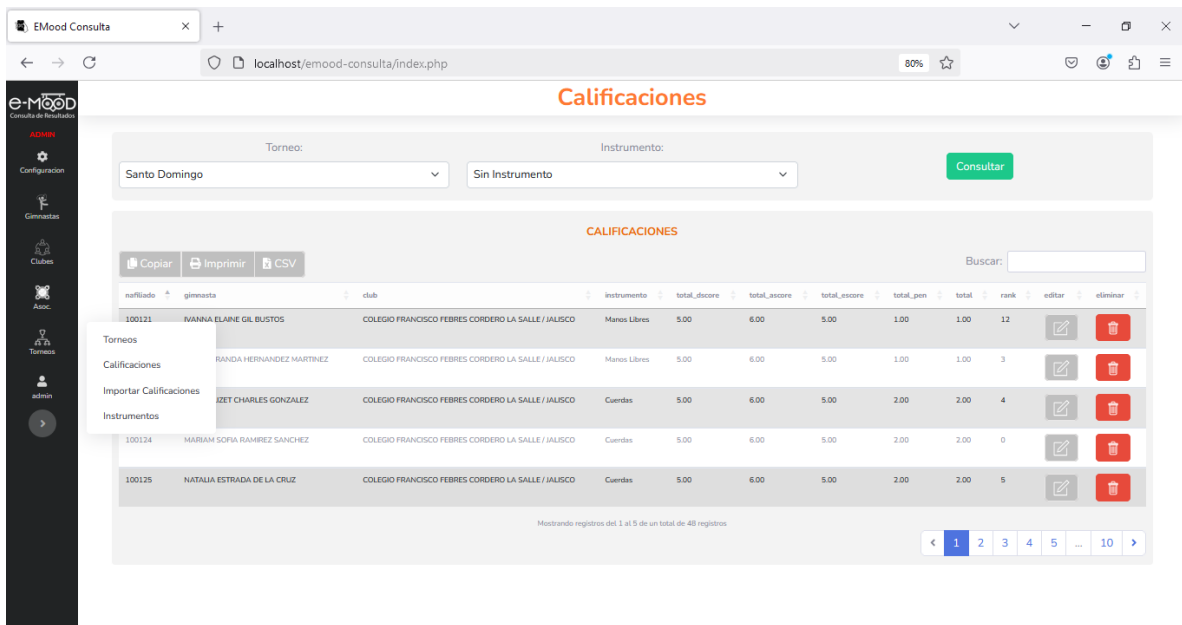 EMood Consulta
localhost/emood-consulta/index.php
80%
e-MOOD
Consulta de Resultados
ADMIN
Configuracion
Gimnastas
Clubes
Asoc.
Torneos
admin
Calificaciones
Torneo:
Instrumento:
Santo Domingo
Sin Instrumento
Consultar
CALIFICACIONES
Copiar Imprimir CSV
Buscar:
nafiliado gimnasta club instrumento total_dscore total_ascore total_escore total_pen total rank editar eliminar
100121 IVANNA ELAINE GIL BUSTOS COLEGIO FRANCISCO FEBRES CORDERO LA SALLE / JALISCO Manos Libres 5.00 6.00 5.00 1.00 1.00 12
RANDA HERNANDEZ MARTINEZ COLEGIO FRANCISCO FEBRES CORDERO LA SALLE / JALISCO Manos Libres 5.00 6.00 5.00 1.00 1.00 3
IZET CHARLES GONZALEZ COLEGIO FRANCISCO FEBRES CORDERO LA SALLE / JALISCO Cuerdas 5.00 6.00 5.00 2.00 2.00 4
100124 MARIAM SOFIA RAMIREZ SANCHEZ COLEGIO FRANCISCO FEBRES CORDERO LA SALLE / JALISCO Cuerdas 5.00 6.00 5.00 2.00 2.00 0
100125 NATALIA ESTRADA DE LA CRUZ COLEGIO FRANCISCO FEBRES CORDERO LA SALLE / JALISCO Cuerdas 5.00 6.00 5.00 2.00 2.00 5
Torneos
Calificaciones
Importar Calificaciones
Instrumentos
Mostrando registros del 1 al 5 de un total de 48 registros
1 2 3 4 5 ... 10